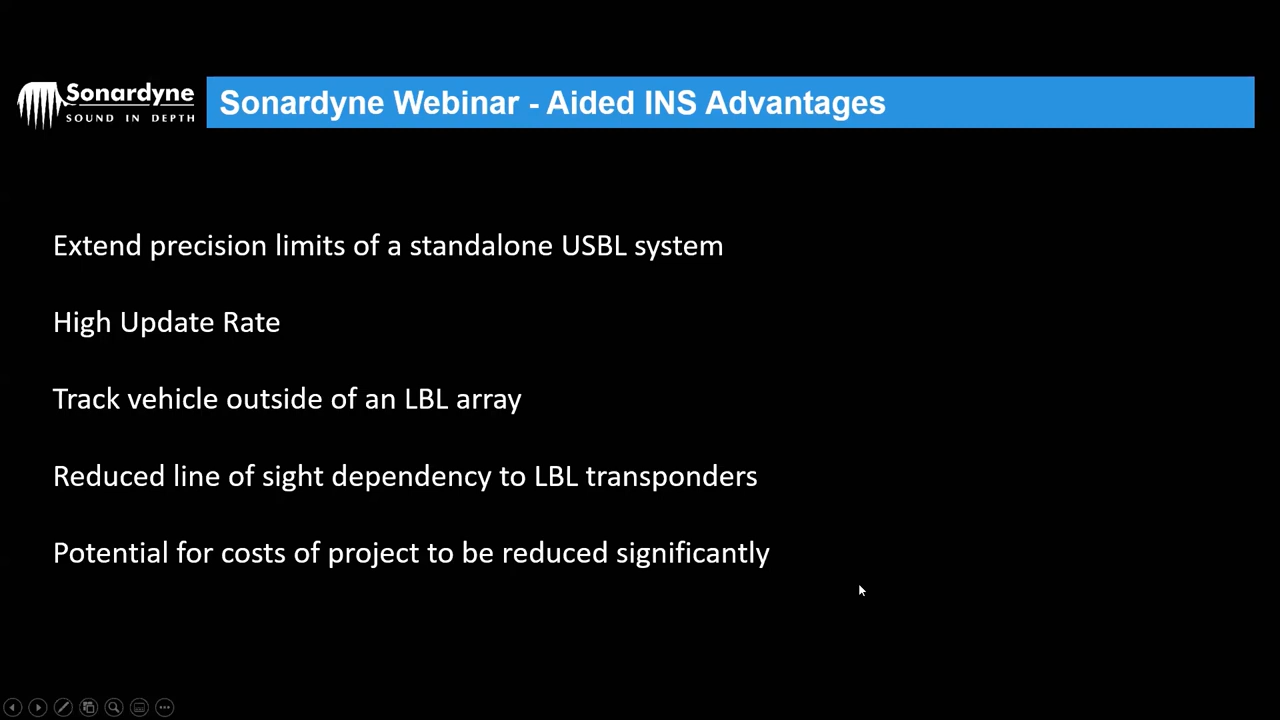 Sonardyne
SOUND IN DEPTH
Sonardyne Webinar - Aided INS Advantages
Extend precision limits of a standalone USBL system
High Update Rate
Track vehicle outside of an LBL array
Reduced line of sight dependency to LBL transponders
Potential for costs of project to be reduced significantly